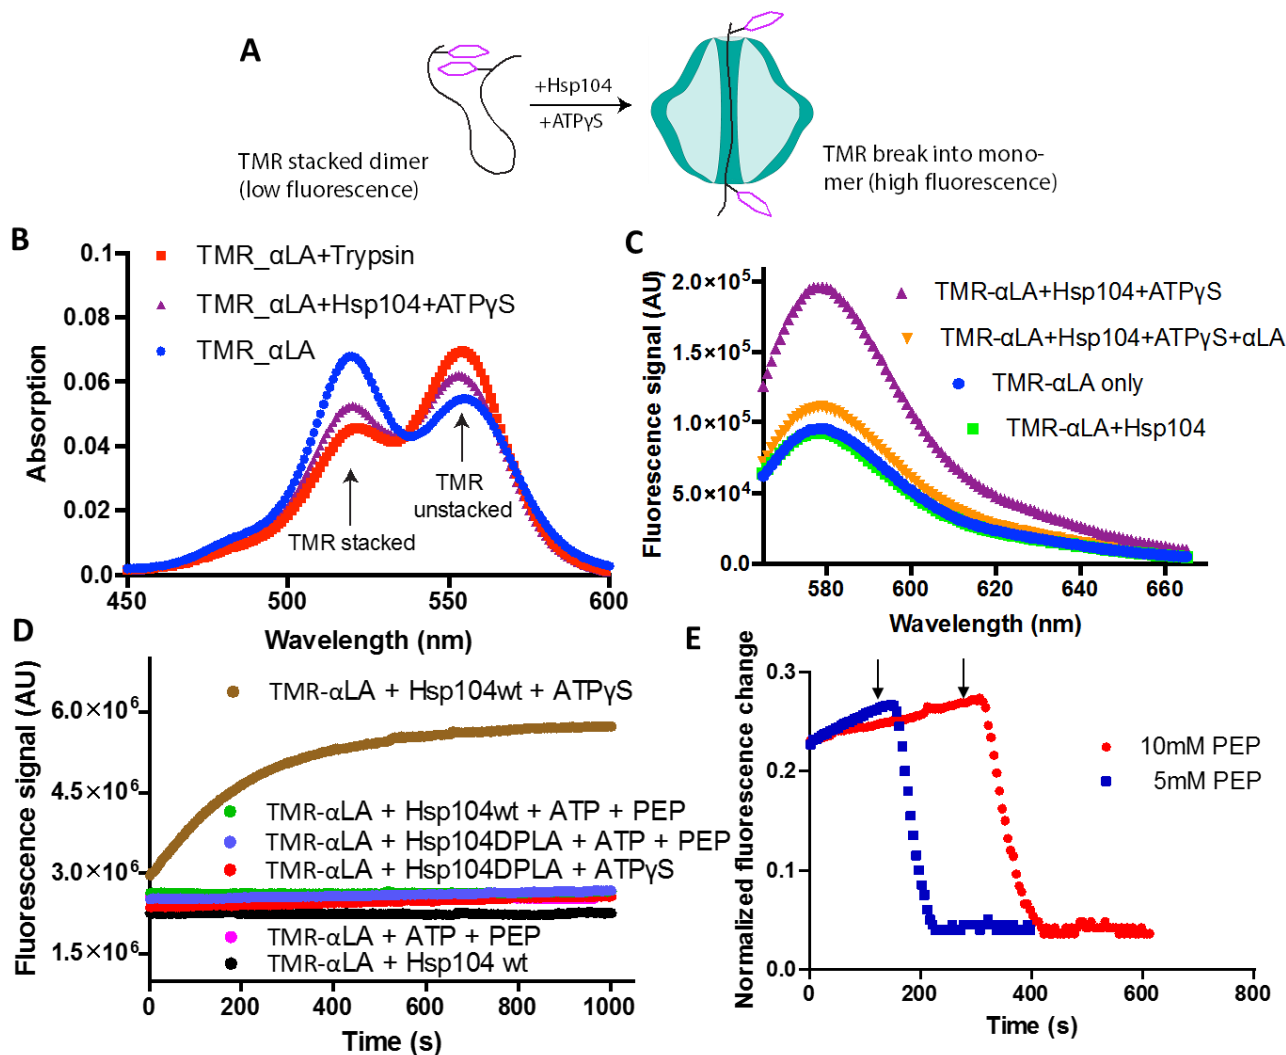 A
+Hsp104
+ATPγS
TMR stacked dimer
(low fluorescence)
TMR break into mono-
mer (high fluorescence)
B
TMR_αLA+Trypsin
TMR_αLA+Hsp104+ATPγS
TMR_αLA
0.1
0.08
0.06
0.04
0.02
0.0
Absorption
TMR stacked
TMR
unstacked
450
500
550
600
Wavelength (nm)
C
Fluorescence signal (AU)
2.0×10⁵
1.5×10⁵
1.0×10⁵
5.0×10⁴
0.0
TMR-αLA+Hsp104+ATPγS
TMR-αLA+Hsp104+ATPγS+αLA
TMR-αLA only
TMR-αLA+Hsp104
580
600
620
640
660
Wavelength (nm)
D
Fluorescence signal (AU)
6.0×10⁶
4.5×10⁶
3.0×10⁶
1.5×10⁶
TMR-αLA + Hsp104wt + ATPγS
TMR-αLA + Hsp104wt + ATP + PEP
TMR-αLA + Hsp104DPLA + ATP + PEP
TMR-αLA + Hsp104DPLA + ATPγS
TMR-αLA + ATP + PEP
TMR-αLA + Hsp104 wt
0
200
400
600
800
1000
Time (s)
E
Normalized fluorescence change
0.3
0.2
0.1
0.0
10mM PEP
5mM PEP
0
200
400
600
800
Time (s)